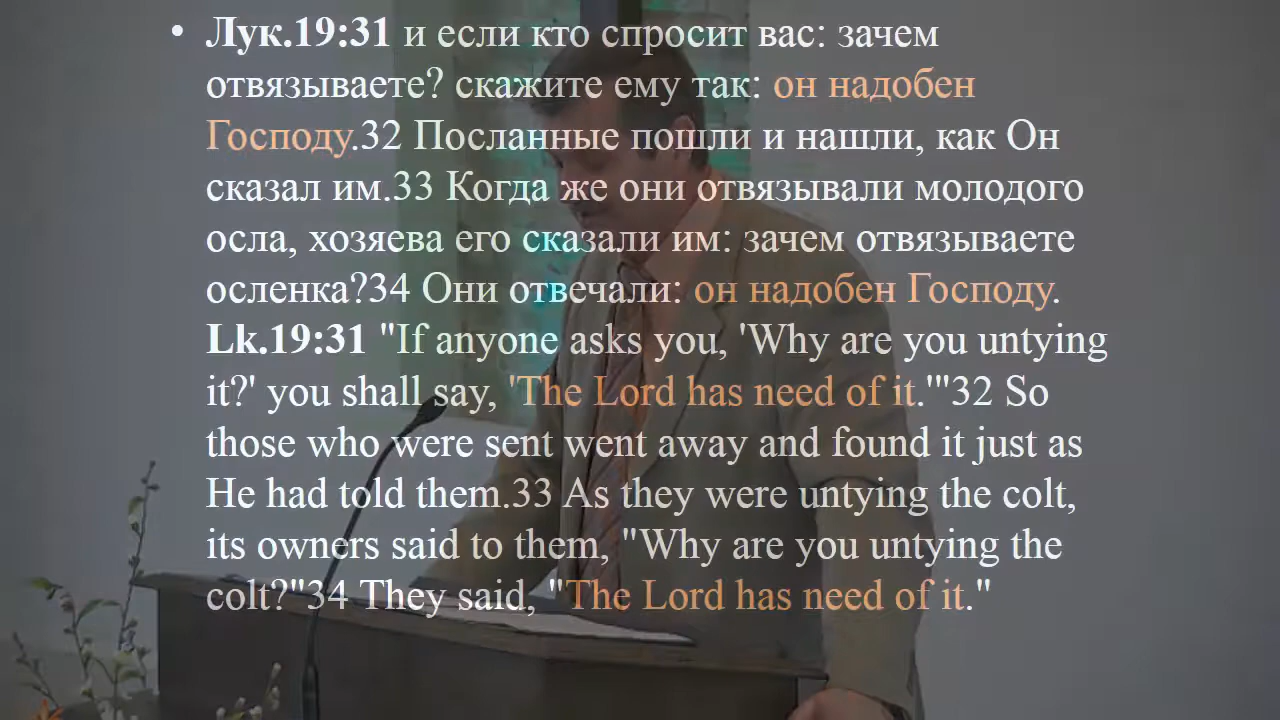 • Лук.19:31 и если кто спросит вас: зачем
отвязываете? скажите ему так: он надобен
Господу.32 Посланные пошли и нашли, как Он
сказал им.33 Когда же они отвязывали молодого
осла, хозяева его сказали им: зачем отвязываете
осленка?34 Они отвечали: он надобен Господу.
Lk.19:31 "If anyone asks you, 'Why are you untying
it?' you shall say, 'The Lord has need of it.'"32 So
those who were sent went away and found it just as
He had told them.33 As they were untying the colt,
its owners said to them, "Why are you untying the
colt?"34 They said, "The Lord has need of it."